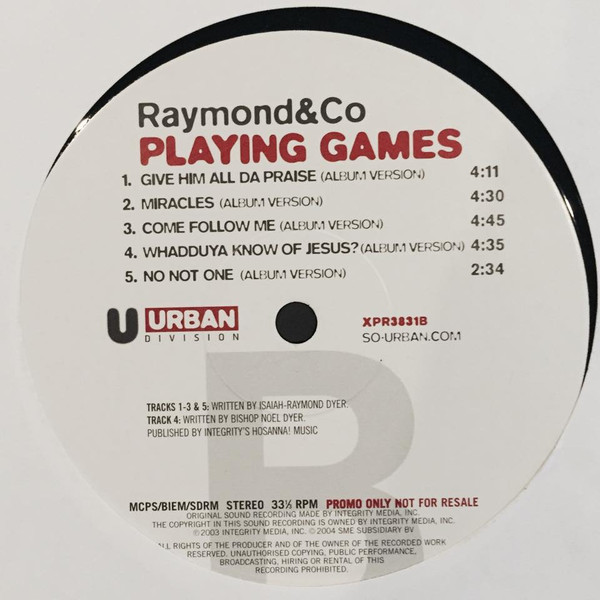 Raymond&Co
PLAYING GAMES
1. GIVE HIM ALL DA PRAISE (ALBUM VERSION) 4:11
2. MIRACLES (ALBUM VERSION) 4:30
3. COME FOLLOW ME (ALBUM VERSION) 4:45
4. WHADDUYA KNOW OF JESUS? (ALBUM VERSION) 4:35
5. NO NOT ONE (ALBUM VERSION) 2:34
U URBAN
DIVISION
XPR3831B
SO-URBAN.COM
B
TRACKS 1-3 & 5: WRITTEN BY ISAIAH-RAYMOND DYER.
TRACK 4: WRITTEN BY BISHOP NOEL DYER.
PUBLISHED BY INTEGRITY'S HOSANNA! MUSIC
MCPS/BIEM/SDRM STEREO 33⅓ RPM PROMO ONLY NOT FOR RESALE
ORIGINAL SOUND RECORDING MADE BY INTEGRITY MEDIA, INC.
THE COPYRIGHT IN THIS SOUND RECORDING IS OWNED BY INTEGRITY MEDIA, INC.
©2003 INTEGRITY MEDIA, INC. ©2004 SME SUBSIDIARY BV
ALL RIGHTS OF THE PRODUCER AND OF THE OWNER OF THE RECORDED WORK
RESERVED. UNAUTHORISED COPYING, PUBLIC PERFORMANCE,
BROADCASTING, HIRING OR RENTAL OF THIS
RECORDING PROHIBITED.